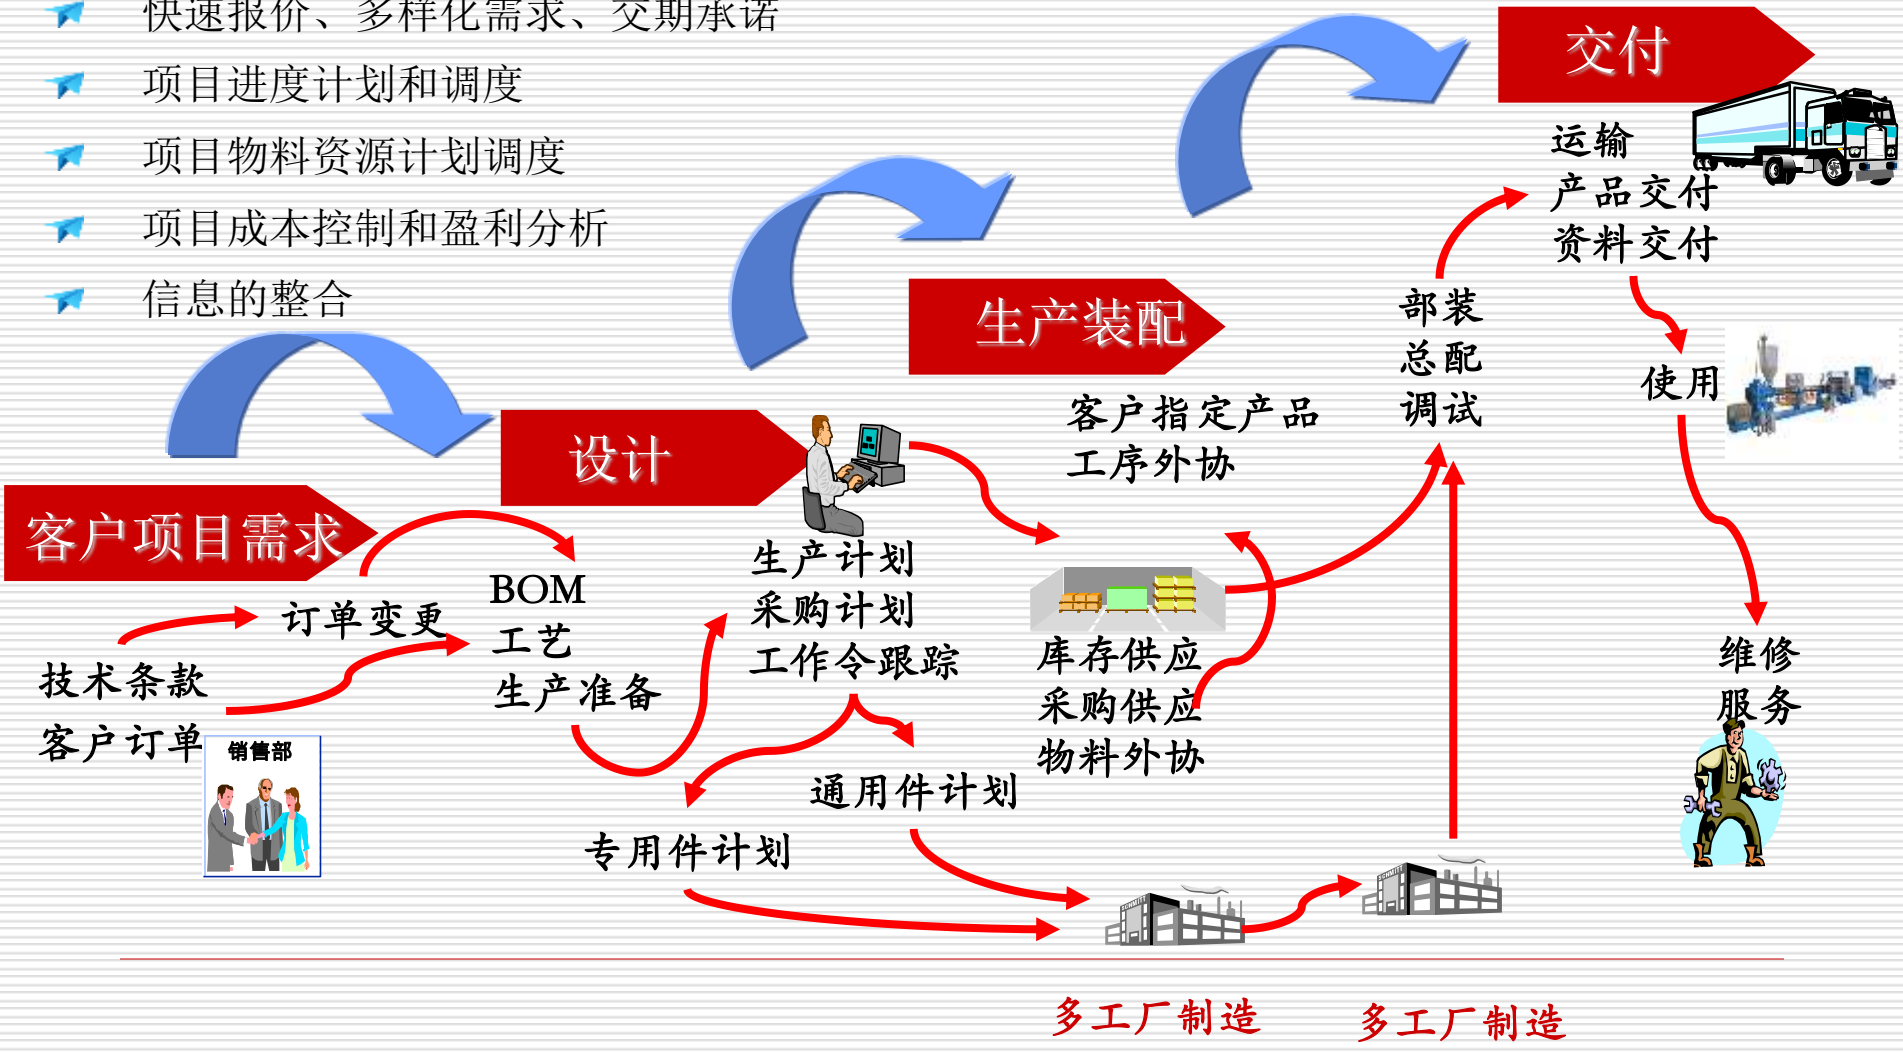 快速报价、多样化需求、交期承诺
项目进度计划和调度
项目物料资源计划调度
项目成本控制和盈利分析
信息的整合
客户项目需求
订单变更
技术条款
客户订单
销售部
设计
BOM
工艺
生产准备
生产计划
采购计划
工作令跟踪
通用件计划
专用件计划
生产装配
客户指定产品
工序外协
库存供应
采购供应
物料外协
部装
总配
调试
交付
运输
产品交付
资料交付
使用
维修
服务
多工厂制造
多工厂制造